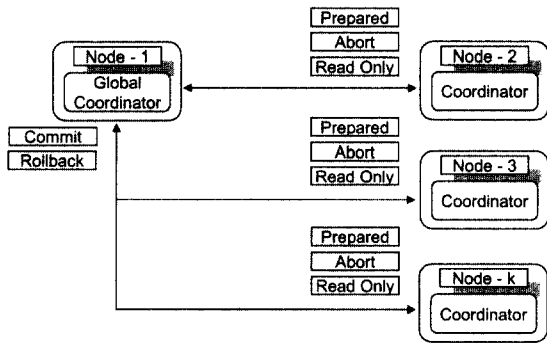 Prepared
Abort
Read Only
Node - 1
Global
Coordinator
Node - 2
Coordinator
Commit
Rollback
Prepared
Abort
Read Only
Node - 3
Coordinator
Prepared
Abort
Read Only
Node - k
Coordinator